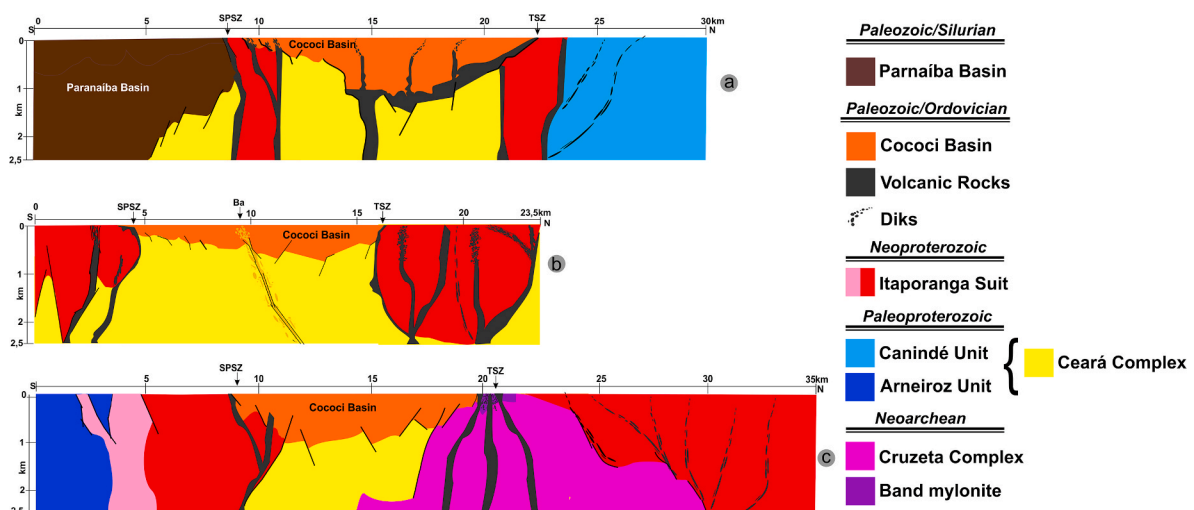 SPSZ TSZ
0 5 10 15 20 25 30km
S N
Cococi Basin
Paranaíba Basin
0
1
2
2,5
km
a
SPSZ Ba TSZ
0 5 10 15 20 23,5km
S N
Cococi Basin
0
1
2
2,5
km
b
SPSZ TSZ
S 5 10 15 20 25 30 35km
N
Cococi Basin
0
1
2
2,5
km
c
Paleozoic/Silurian
Parnaíba Basin
Paleozoic/Ordovician
Cococi Basin
Volcanic Rocks
Diks
Neoproterozoic
Itaporanga Suit
Paleoproterozoic
Canindé Unit
Arneiroz Unit
Ceará Complex
Neoarchean
Cruzeta Complex
Band mylonite